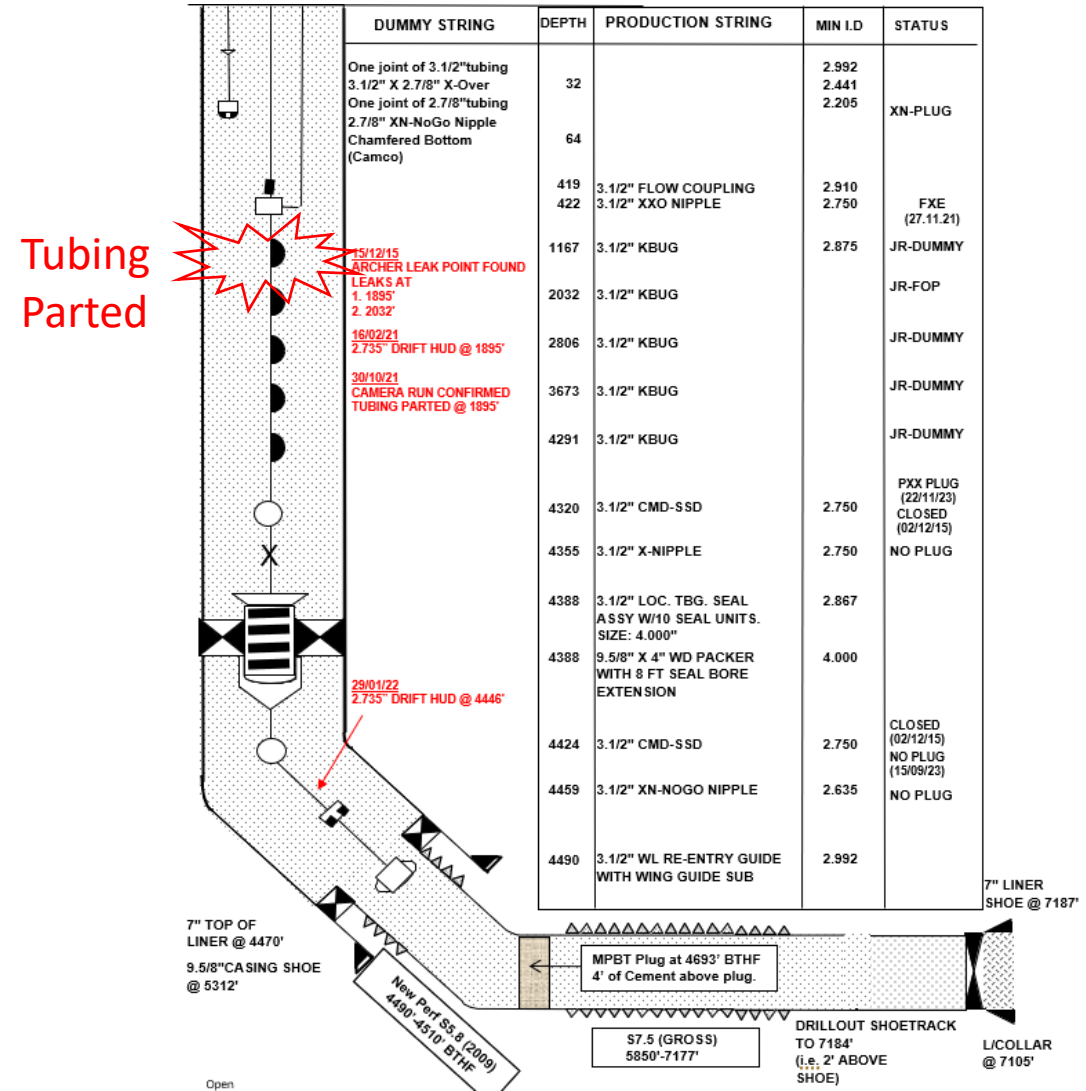 DUMMY STRING DEPTH PRODUCTION STRING MIN I.D STATUS
One joint of 3.1/2"tubing 2.992
3.1/2" X 2.7/8" X-Over 32 2.441
One joint of 2.7/8"tubing 2.205
2.7/8" XN-NoGo Nipple XN-PLUG
Chamfered Bottom 64
(Camco)
419 3.1/2" FLOW COUPLING 2.910
422 3.1/2" XXO NIPPLE 2.750 FXE
(27.11.21)
Tubing
Parted
1167 3.1/2" KBUG 2.875 JR-DUMMY
15/12/15
ARCHER LEAK POINT FOUND
LEAKS AT
1. 1895'
2. 2032'
2032 3.1/2" KBUG JR-FOP
16/02/21
2.735" DRIFT HUD @ 1895'
2806 3.1/2" KBUG JR-DUMMY
30/10/21
CAMERA RUN CONFIRMED
TUBING PARTED @ 1895'
3673 3.1/2" KBUG JR-DUMMY
4291 3.1/2" KBUG JR-DUMMY
PXX PLUG
(22/11/23)
4320 3.1/2" CMD-SSD 2.750 CLOSED
(02/12/15)
X
4355 3.1/2" X-NIPPLE 2.750 NO PLUG
4388 3.1/2" LOC. TBG. SEAL 2.867
ASSY W/10 SEAL UNITS.
SIZE: 4.000"
4388 9.5/8" X 4" WD PACKER 4.000
WITH 8 FT SEAL BORE
EXTENSION
29/01/22
2.735" DRIFT HUD @ 4446'
CLOSED
(02/12/15)
4424 3.1/2" CMD-SSD 2.750 NO PLUG
(15/09/23)
4459 3.1/2" XN-NOGO NIPPLE 2.635 NO PLUG
4490 3.1/2" WL RE-ENTRY GUIDE 2.992
WITH WING GUIDE SUB
7" LINER
SHOE @ 7187'
7" TOP OF
LINER @ 4470'
9.5/8"CASING SHOE
@ 5312'
MPBT Plug at 4693' BTHF
4' of Cement above plug.
New Perf S5.8 (2009)
4490'-4510' BTHF
S7.5 (GROSS)
5850'-7177'
DRILLOUT SHOETRACK
TO 7184'
(i.e. 2' ABOVE
SHOE)
L/COLLAR
@ 7105'
Open